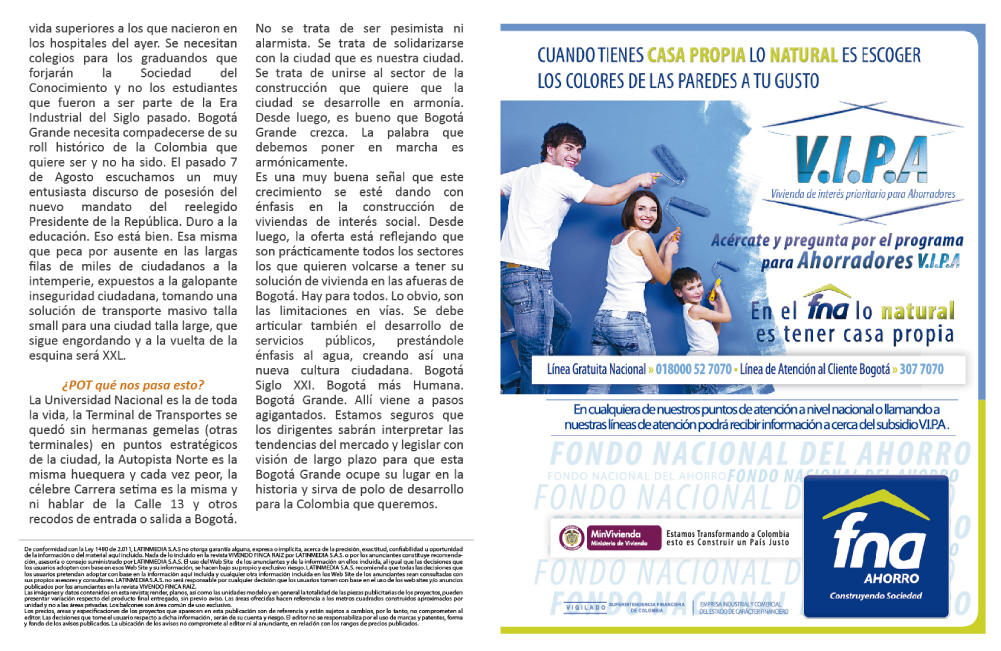 vida superiores a los que nacieron en
los hospitales del ayer. Se necesitan
colegios para los graduandos que
forjarán la Sociedad del
Conocimiento y no los estudiantes
que fueron a ser parte de la Era
Industrial del Siglo pasado. Bogotá
Grande necesita compadecerse de su
roll histórico de la Colombia que
quiere ser y no ha sido. El pasado 7
de Agosto escuchamos un muy
entusiasta discurso de posesión del
nuevo mandato del reelegido
Presidente de la República. Duro a la
educación. Eso está bien. Esa misma
que peca por ausente en las largas
filas de miles de ciudadanos a la
intemperie, expuestos a la galopante
inseguridad ciudadana, tomando una
solución de transporte masivo talla
small para una ciudad talla large, que
sigue engordando y a la vuelta de la
esquina será XXL.
¿POT qué nos pasa esto?
La Universidad Nacional es la de toda
la vida, la Terminal de Transportes se
quedó sin hermanas gemelas (otras
terminales) en puntos estratégicos
de la ciudad, la Autopista Norte es la
misma huequera y cada vez peor, la
célebre Carrera setima es la misma y
ni hablar de la Calle 13 y otros
recodos de entrada o salida a Bogotá.
No se trata de ser pesimista ni
alarmista. Se trata de solidarizarse
con la ciudad que es nuestra ciudad.
Se trata de unirse al sector de la
construcción que quiere que la
ciudad se desarrolle en armonía.
Desde luego, es bueno que Bogotá
Grande crezca. La palabra que
debemos poner en marcha es
armónicamente.
Es una muy buena señal que este
crecimiento se esté dando con
énfasis en la construcción de
viviendas de interés social. Desde
luego, la oferta está reflejando que
son prácticamente todos los sectores
los que quieren volcarse a tener su
solución de vivienda en las afueras de
Bogotá. Hay para todos. Lo obvio, son
las limitaciones en vías. Se debe
articular también el desarrollo de
servicios públicos, prestándole
énfasis al agua, creando así una
nueva cultura ciudadana. Bogotá
Siglo XXI. Bogotá más Humana.
Bogotá Grande. Allí viene a pasos
agigantados. Estamos seguros que
los dirigentes sabrán interpretar las
tendencias del mercado y legislar con
visión de largo plazo para que esta
Bogotá Grande ocupe su lugar en la
historia y sirva de polo de desarrollo
para la Colombia que queremos.
De conformidad con la Ley 1480 de 2.011, LATINMEDIA S.A.S no otorga garantía alguna, expresa o implícita, acerca de la precisión, exactitud, confiabilidad u oportunidad
de la información o del material aquí incluido. Nada de lo incluido en la revista VIVENDO FINCA RAIZ por LATINMEDIA S.A.S. o por los anunciantes constituye recomenda-
ción, asesoría o consejo suministrado por LATINMEDIA S.A.S. El uso del Web Site de los anunciantes y de la información en ellos incluida, al igual que las decisiones que
los usuarios adopten con base en esos Web Site y su información, se hacen bajo su propio y exclusivo riesgo. LATINMEDIA S.A.S. recomienda que todas las decisiones que
los usuarios pretendan adoptar con base en la información aquí incluida y cualquier otra información incluida en los Web Site de los anunciantes sean consultadas con
sus propios asesores y consultores. LATINMEDIA S.A.S. no será responsable por cualquier decisión que los usuarios tomen con base en el uso de los web sites y/o anuncios
publicados por los anunciantes en la revista VIVENDO FINCA RAIZ.
Las imágenes y datos contenidos en esta revista; render, planos, así como las unidades modelo y en general la totalidad de las piezas publicitarias de los proyectos, pueden
presentar variación respecto del producto final entregado, sin previo aviso. Las áreas ofrecidas hacen referencia a los metros cuadrados construidos aproximados por
unidad y no a las áreas privadas. Los balcones son área común de uso exclusivo.
Los precios, areas y especificaciones de los proyectos que aparecen en esta publicación son de referencia y están sujetos a cambios, por lo tanto, no comprometen al
editor. Las decisiones que tome el usuario respecto a dicha información, serán de su cuenta y riesgo. El editor no se responsabiliza por el uso de marcas y patentes, forma
y fondo de los avisos publicados. La ubicación de los avisos no compromete al editor ni al anunciante, en relación con los rangos de precios publicados.
CUANDO TIENES CASA PROPIA LO NATURAL ES ESCOGER
LOS COLORES DE LAS PAREDES A TU GUSTO
V.I.P.A
Vivienda de interés prioritario para Ahorradores
Acércate y pregunta por el programa
para Ahorradores V.I.P.A
En el fna lo natural
es tener casa propia
Línea Gratuita Nacional » 018000 52 7070 • Línea de Atención al Cliente Bogotá » 307 7070
En cualquiera de nuestros puntos de atención a nivel nacional o llamando a
nuestras líneas de atención podrá recibir información a cerca del subsidio V.I.P.A .
FONDO NACIONAL DEL AHORRO
FONDO NACIONAL DEL AHORRO FONDO NACIONAL DEL AHORRO
FONDO NACIONAL D
MinVivienda
Ministerio de Vivienda
Estamos Transformando a Colombia
esto es Construir un País Justo
fna
AHORRO
Construyendo Sociedad
VIGILADO SUPERINTENDENCIA FINANCIERA
DE COLOMBIA
EMPRESA INDUSTRIAL Y COMERCIAL
DEL ESTADO DE CARÁCTER FINANCIERO